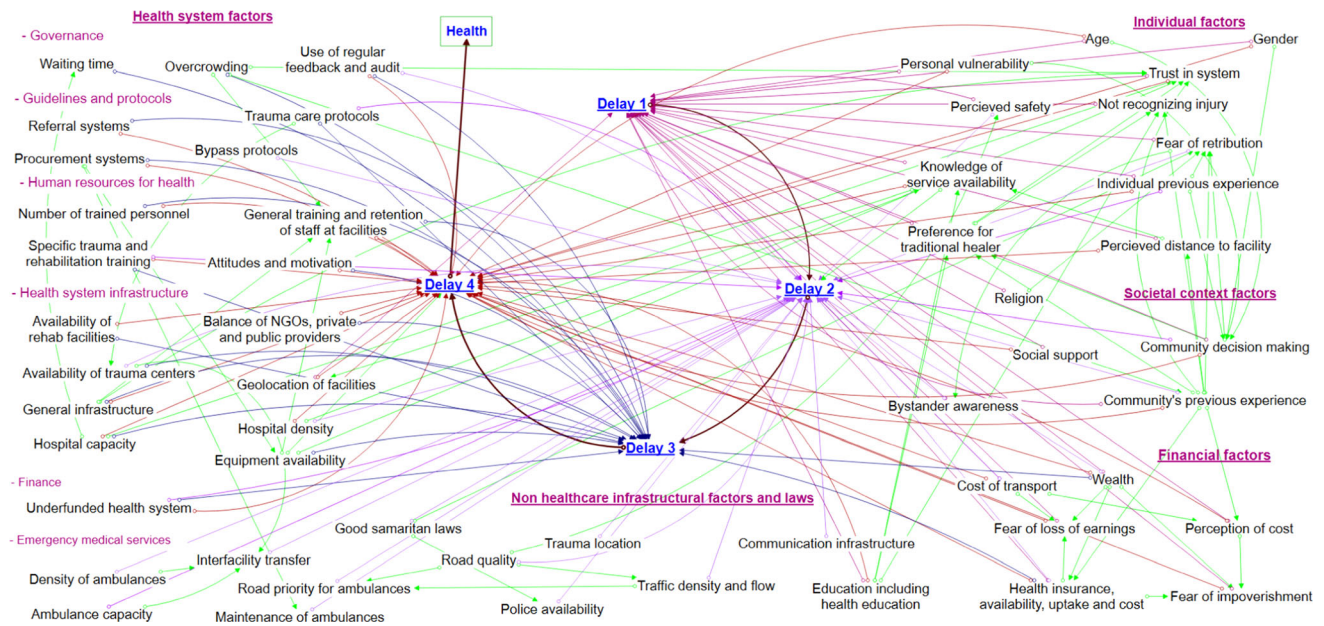 Health system factors
- Governance
Waiting time
Overcrowding
Use of regular
feedback and audit
- Guidelines and protocols
Trauma care protocols
Referral systems
Bypass protocols
Procurement systems
- Human resources for health
Number of trained personnel
General training and retention
of staff at facilities
Specific trauma and
rehabilitation training
Attitudes and motivation
- Health system infrastructure
Availability of
rehab facilities
Balance of NGOs, private
and public providers
Availability of trauma centers
Geolocation of facilities
General infrastructure
Hospital density
Hospital capacity
Equipment availability
- Finance
Underfunded health system
- Emergency medical services
Interfacility transfer
Density of ambulances
Ambulance capacity
Maintenance of ambulances
Health
Delay 1
Delay 2
Delay 3
Delay 4
Non healthcare infrastructural factors and laws
Good samaritan laws
Road quality
Trauma location
Communication infrastructure
Road priority for ambulances
Traffic density and flow
Police availability
Individual factors
Age
Gender
Personal vulnerability
Trust in system
Percieved safety
Not recognizing injury
Fear of retribution
Knowledge of
service availability
Individual previous experience
Preference for
traditional healer
Percieved distance to facility
Religion
Societal context factors
Community decision making
Social support
Community's previous experience
Bystander awareness
Financial factors
Wealth
Cost of transport
Fear of loss of earnings
Perception of cost
Education including
health education
Health insurance,
availability, uptake and cost
Fear of impoverishment